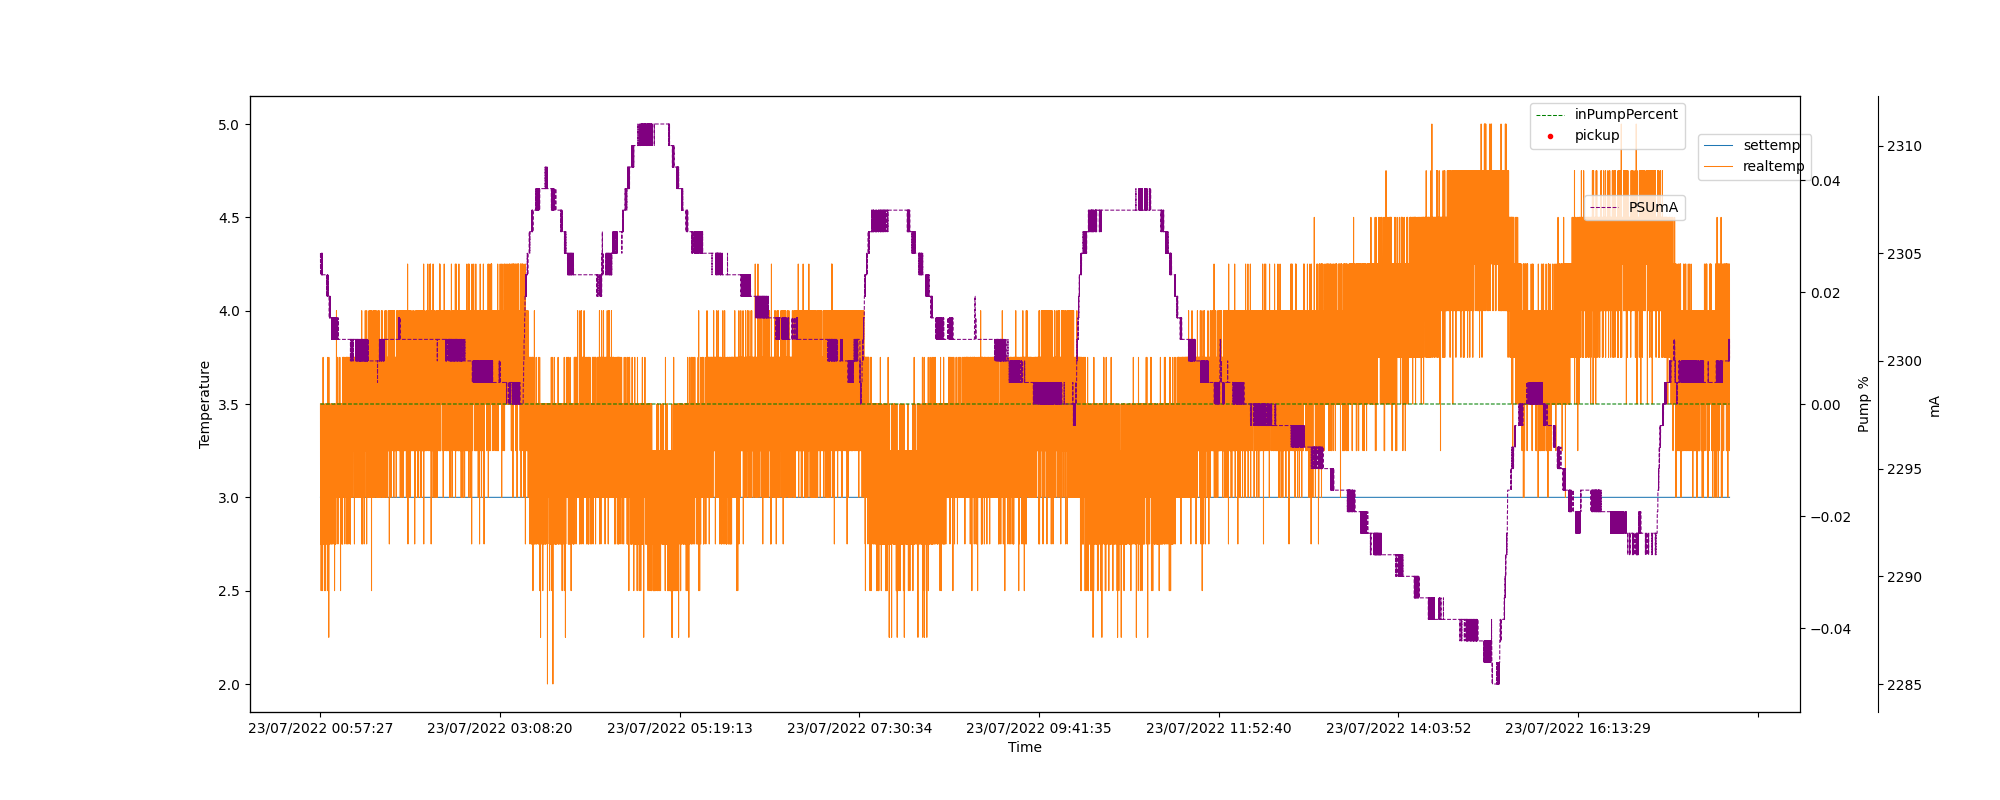 inPumpPercent
pickup
settemp
realtemp
PSUmA
5.0
4.5
4.0
3.5
3.0
2.5
2.0
Temperature
0.04
0.02
0.00
−0.02
−0.04
Pump %
2310
2305
2300
2295
2290
2285
mA
23/07/2022 00:57:27
23/07/2022 03:08:20
23/07/2022 05:19:13
23/07/2022 07:30:34
23/07/2022 09:41:35
23/07/2022 11:52:40
23/07/2022 14:03:52
23/07/2022 16:13:29
Time